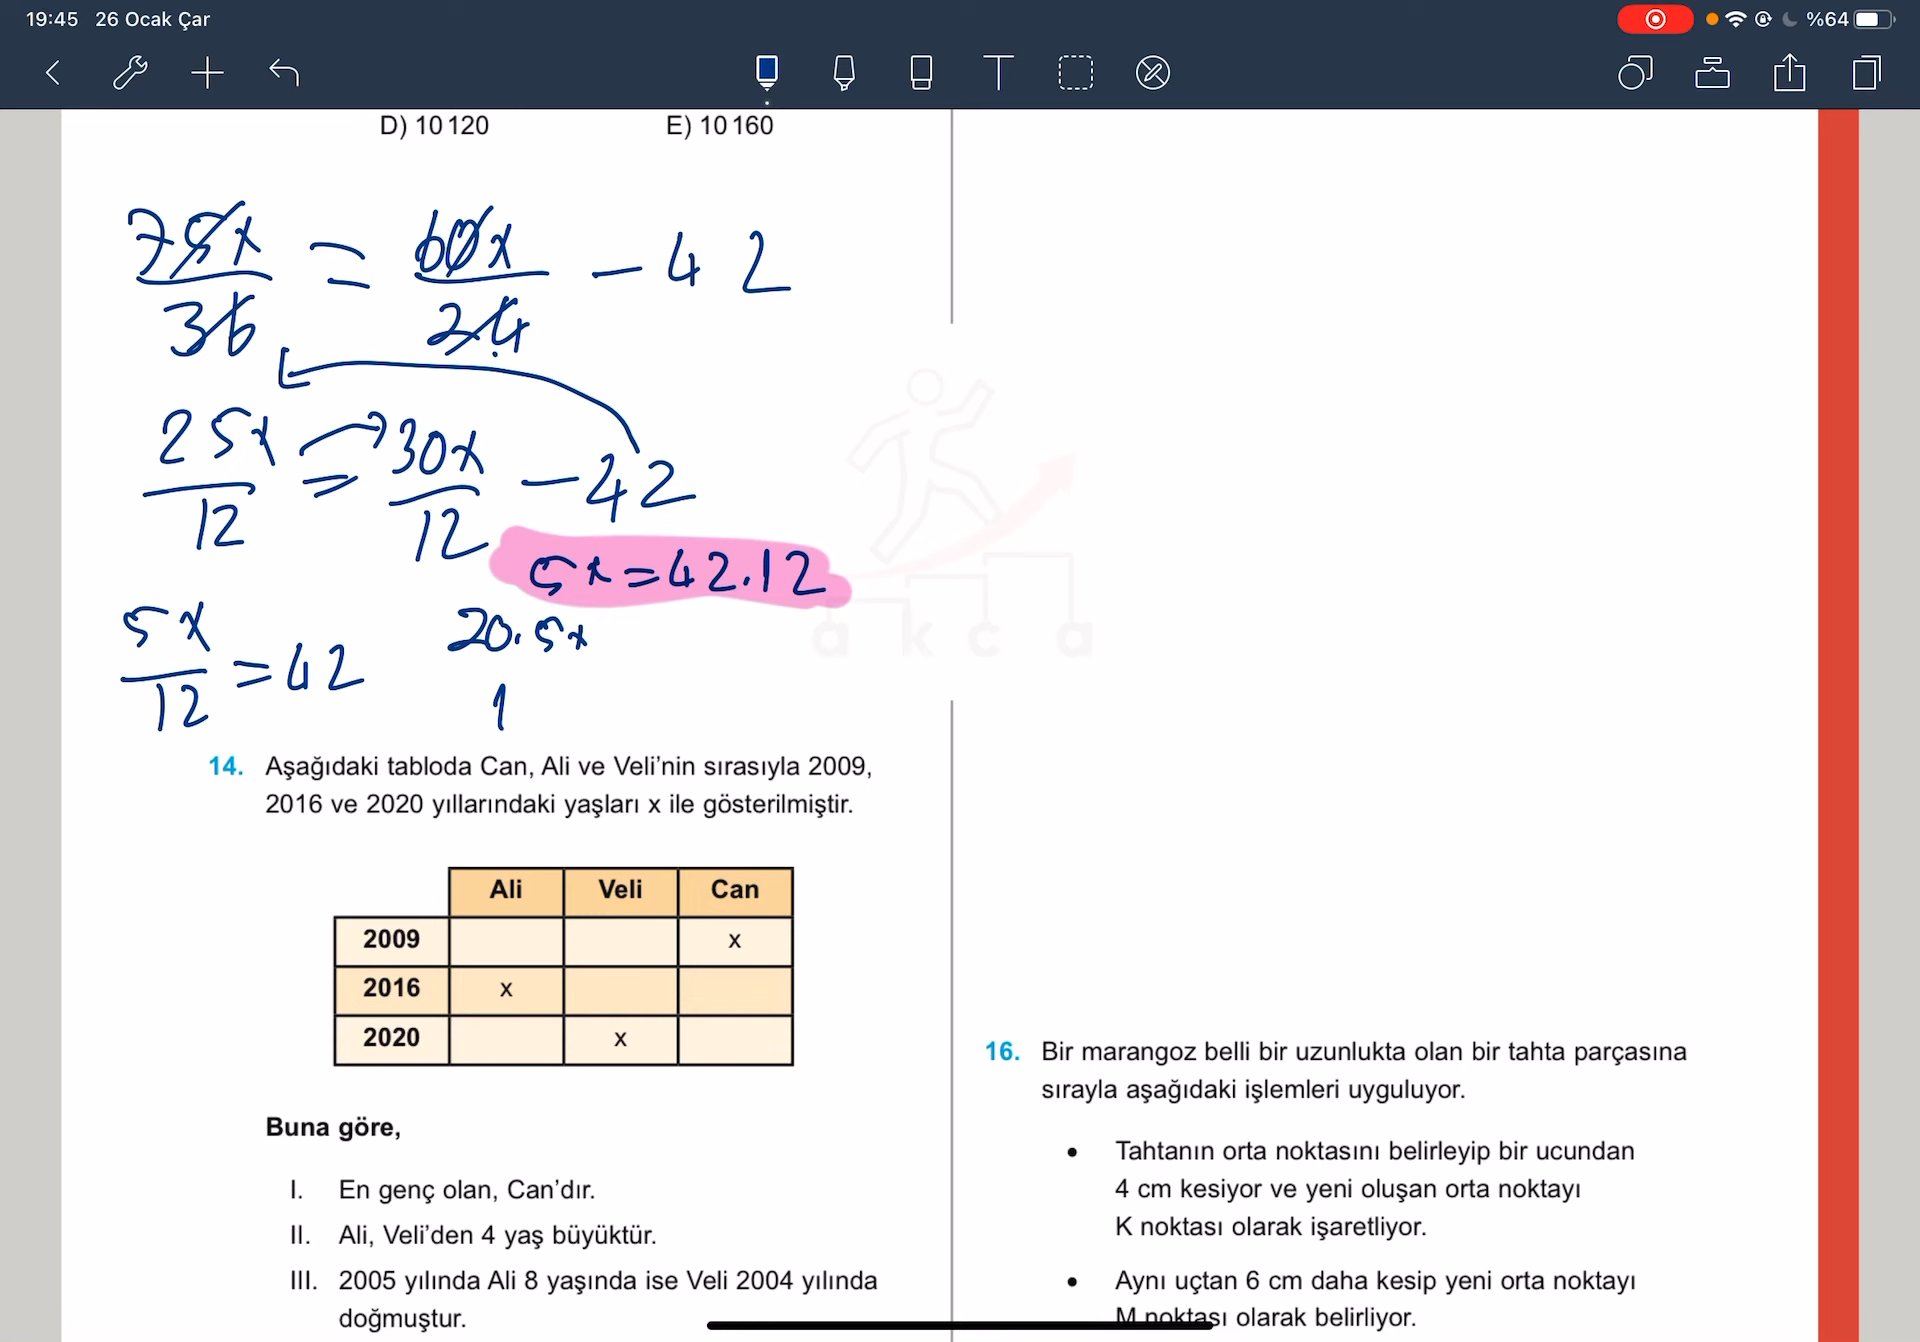 19:45 26 Ocak Çar %64
D) 10 120 E) 10 160
75x/36 = 60x/24 - 42
25x/12 = 30x/12 - 42
5x = 42.12
5x/12 = 42
20. 5x
1
akca
14. Aşağıdaki tabloda Can, Ali ve Veli'nin sırasıyla 2009,
2016 ve 2020 yıllarındaki yaşları x ile gösterilmiştir.
Ali Veli Can
2009 x
2016 x
2020 x
Buna göre,
I. En genç olan, Can'dır.
II. Ali, Veli'den 4 yaş büyüktür.
III. 2005 yılında Ali 8 yaşında ise Veli 2004 yılında
doğmuştur.
16. Bir marangoz belli bir uzunlukta olan bir tahta parçasına
sırayla aşağıdaki işlemleri uyguluyor.
• Tahtanın orta noktasını belirleyip bir ucundan
4 cm kesiyor ve yeni oluşan orta noktayı
K noktası olarak işaretliyor.
• Aynı uçtan 6 cm daha kesip yeni orta noktayı
M noktası olarak belirliyor.